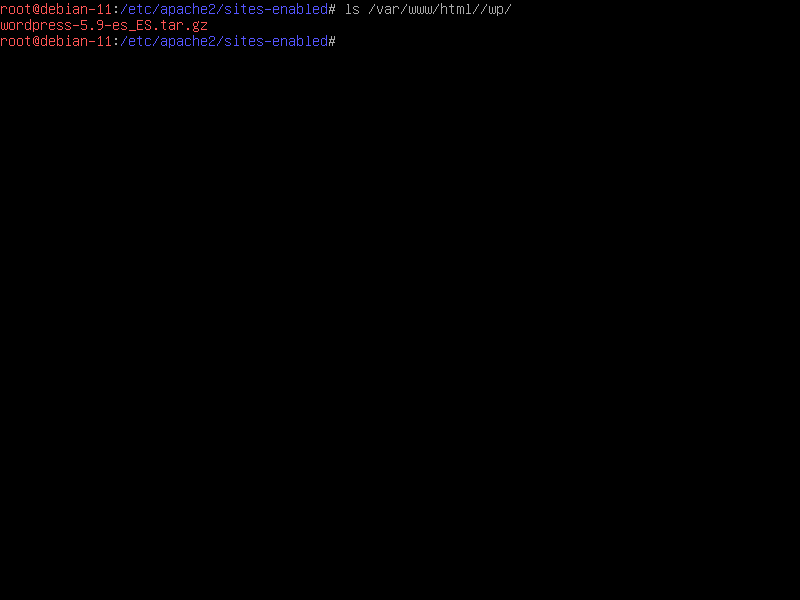 root@debian-11:/etc/apache2/sites-enabled# ls /var/www/html//wp/
wordpress-5.9-es_ES.tar.gz
root@debian-11:/etc/apache2/sites-enabled#